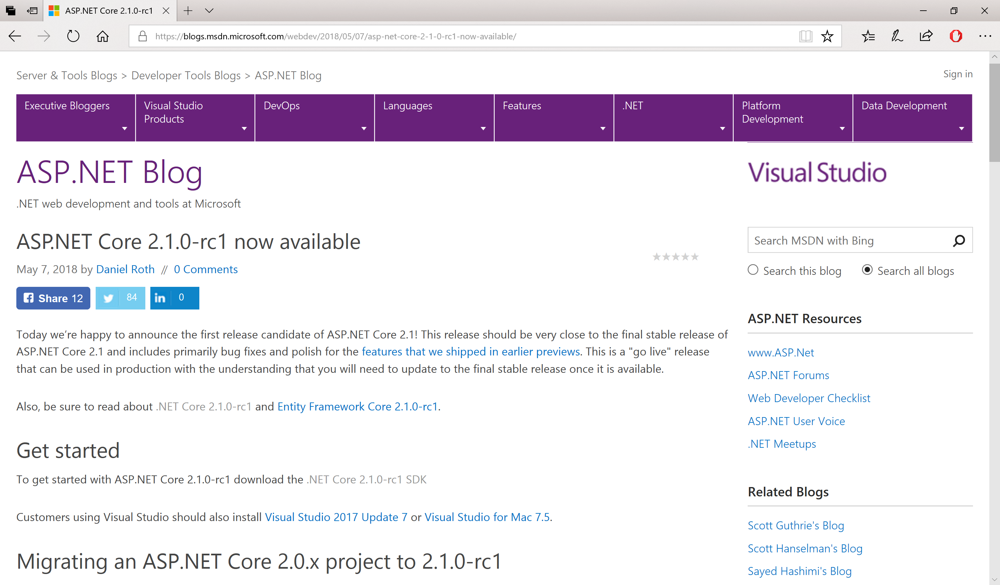 ASP.NET Core 2.1.0-rc1
https://blogs.msdn.microsoft.com/webdev/2018/05/07/asp-net-core-2-1-0-rc1-now-available/
Server & Tools Blogs > Developer Tools Blogs > ASP.NET Blog
Sign in
Executive Bloggers
Visual Studio
Products
DevOps
Languages
Features
.NET
Platform
Development
Data Development
ASP.NET Blog
.NET web development and tools at Microsoft
ASP.NET Core 2.1.0-rc1 now available
May 7, 2018 by Daniel Roth // 0 Comments
Share 12
84
in 0
Today we’re happy to announce the first release candidate of ASP.NET Core 2.1! This release should be very close to the final stable release of
ASP.NET Core 2.1 and includes primarily bug fixes and polish for the features that we shipped in earlier previews. This is a "go live" release
that can be used in production with the understanding that you will need to update to the final stable release once it is available.
Also, be sure to read about .NET Core 2.1.0-rc1 and Entity Framework Core 2.1.0-rc1.
Get started
To get started with ASP.NET Core 2.1.0-rc1 download the .NET Core 2.1.0-rc1 SDK
Customers using Visual Studio should also install Visual Studio 2017 Update 7 or Visual Studio for Mac 7.5.
Migrating an ASP.NET Core 2.0.x project to 2.1.0-rc1
Visual Studio
Search MSDN with Bing
Search this blog
Search all blogs
ASP.NET Resources
www.ASP.Net
ASP.NET Forums
Web Developer Checklist
ASP.NET User Voice
.NET Meetups
Related Blogs
Scott Guthrie's Blog
Scott Hanselman's Blog
Sayed Hashimi's Blog